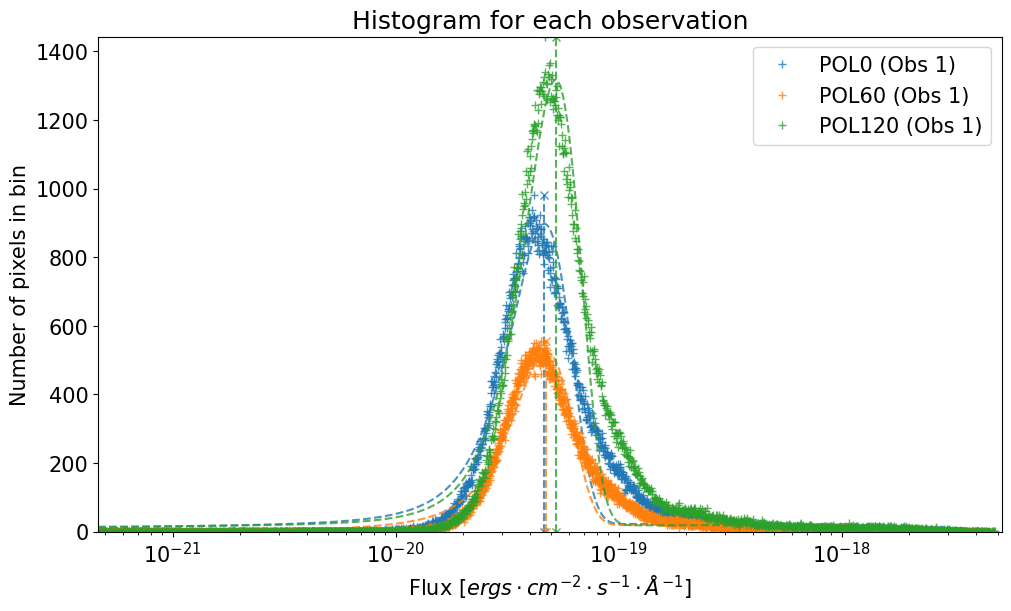 Histogram for each observation
POL0 (Obs 1)
POL60 (Obs 1)
POL120 (Obs 1)
Number of pixels in bin
1400
1200
1000
800
600
400
200
0
10⁻²¹ 10⁻²⁰ 10⁻¹⁹ 10⁻¹⁸
Flux [ergs · cm⁻² · s⁻¹ · Å⁻¹]